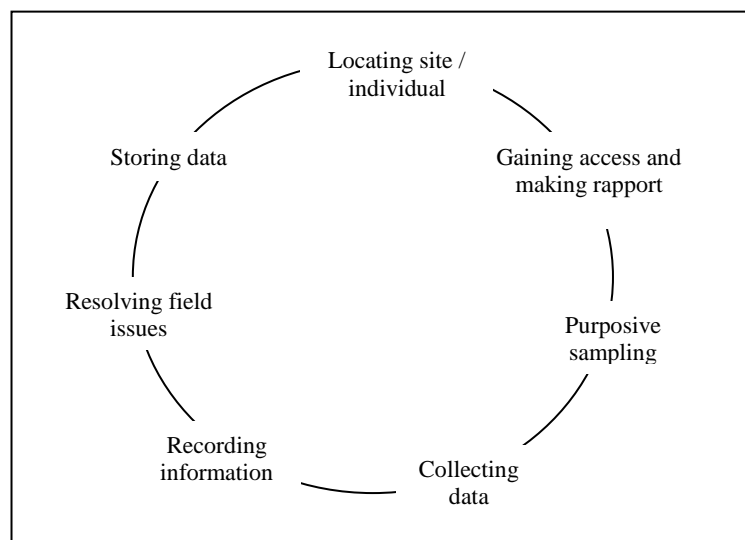 Locating site /
individual
Gaining access and
making rapport
Purposive
sampling
Collecting
data
Recording
information
Resolving field
issues
Storing data